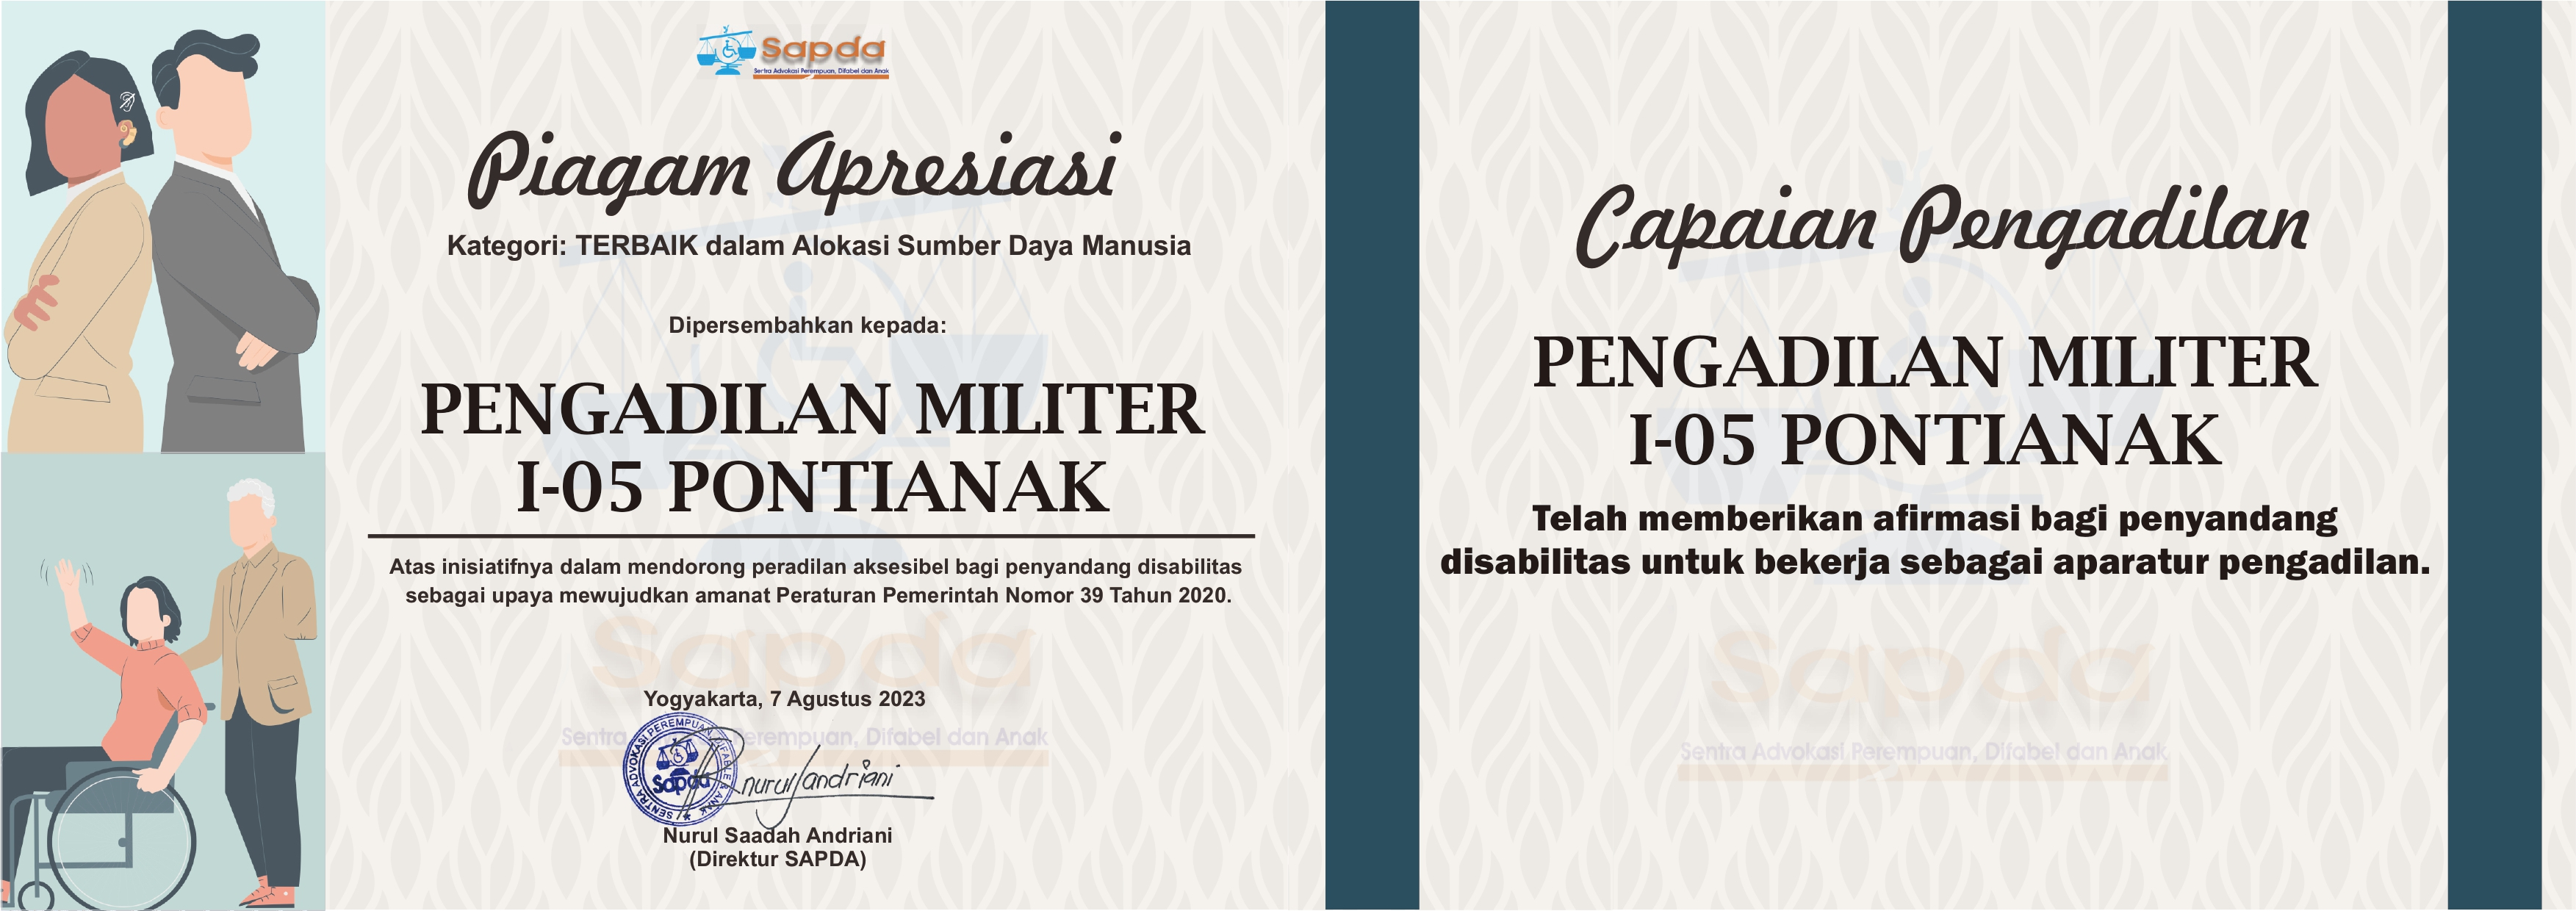 Sapda
Sentra Advokasi Perempuan, Difabel dan Anak
Piagam Apresiasi
Kategori: TERBAIK dalam Alokasi Sumber Daya Manusia
Dipersembahkan kepada:
PENGADILAN MILITER
I-05 PONTIANAK
Atas inisiatifnya dalam mendorong peradilan aksesibel bagi penyandang disabilitas
sebagai upaya mewujudkan amanat Peraturan Pemerintah Nomor 39 Tahun 2020.
Sapda
Yogyakarta, 7 Agustus 2023
Sentra Advokasi Perempuan, Difabel dan Anak
SENTRA ADVOKASI PEREMPUAN, DIFABEL ANAK
Sapda
nurul andriani
Nurul Saadah Andriani
(Direktur SAPDA)
Capaian Pengadilan
PENGADILAN MILITER
I-05 PONTIANAK
Telah memberikan afirmasi bagi penyandang
disabilitas untuk bekerja sebagai aparatur pengadilan.
Sapda
Sentra Advokasi Perempuan, Difabel dan Anak